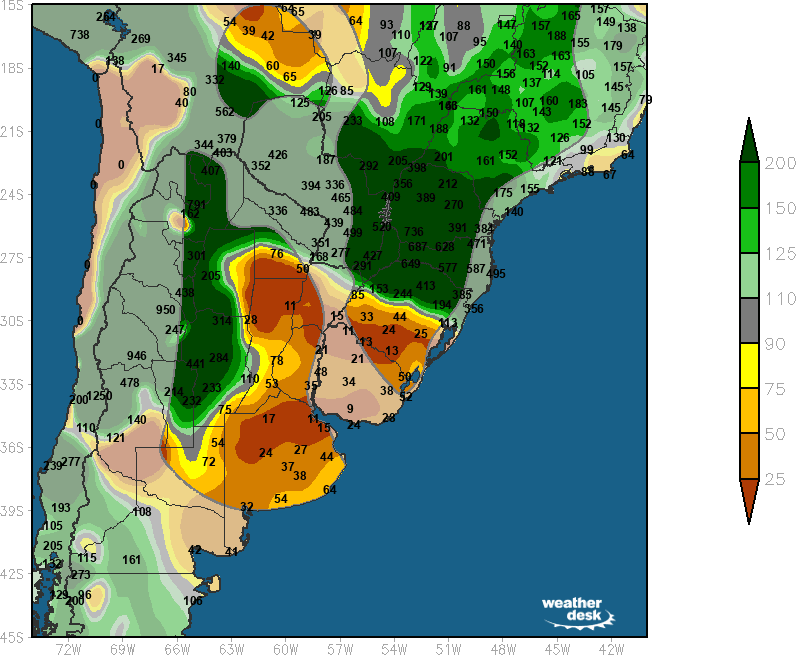 15S 264 54 64 65 64 93 127 88 147 157 165 157 149 138
738 269 39 42 39 110 107 95 140 188 155 179
138 17 345 140 60 107 122 91 150 163 152 163 157
18S 0 332 65 156 137 114 105 145
80 40 126 85 129 139 161 148 200
562 125 205 233 108 171 166 132 150 107 160 143 183 145 79
21S 0 379 188 118 132 126 152 130 150
344 403 426 187 292 205 201 161 152 121 99 64
0 407 352 398 88 67 125
24S 0 394 336 356 212 175 155
791 465 409 389 270 140 110
162 336 483 484 520 391 381
439 499 736 471
27S 0 301 76 351 277 427 687 628 90
168 50 291 649 577 587 495
205 438 153 413 75
950 11 85 244 385 356
30S 0 247 314 28 15 33 44 194 113 50
11 24 25
946 441 284 78 21 13 13 25
33S 478 110 53 48 21 34 50
200 1250 214 233 232 35 38 52
140 75 17 11 15 9 24 28
36S 110 121 54 27
239 277 72 24 37 44
193 108 38 64
39S 105 32 54
205 132 115 161 42 41
42S 273
129 200 96 106
weather
desk
45S
72W 69W 66W 63W 60W 57W 54W 51W 48W 45W 42W